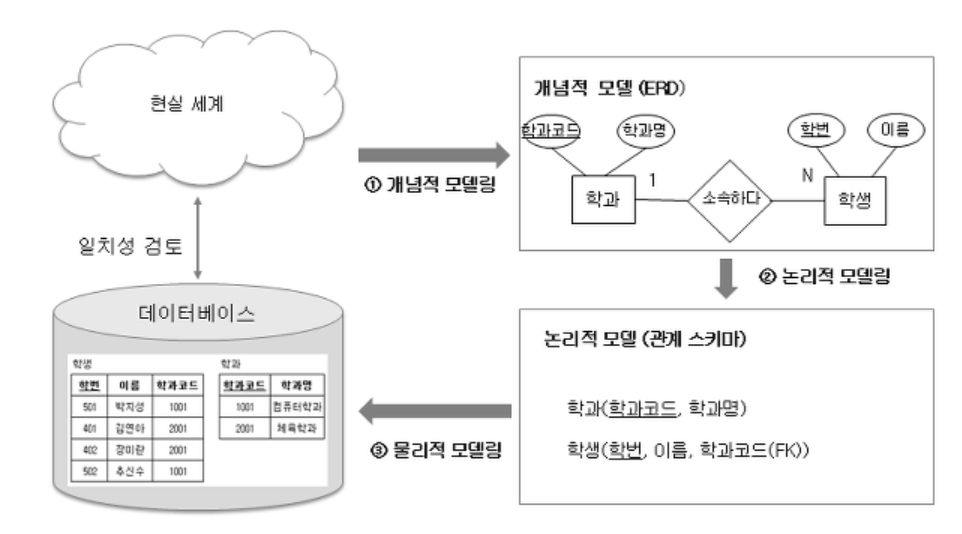 현실 세계
① 개념적 모델링
개념적 모델 (ERD)
학과코드 학과명 학번 이름
학과 1 소속하다 N 학생
일치성 검토
② 논리적 모델링
논리적 모델 (관계 스키마)
학과(학과코드, 학과명)
학생(학번, 이름, 학과코드(FK))
③ 물리적 모델링
데이터베이스
학생
학번 이름 학과코드
501 박지성 1001
401 김연아 2001
402 장미란 2001
502 추신수 1001
학과
학과코드 학과명
1001 컴퓨터학과
2001 체육학과